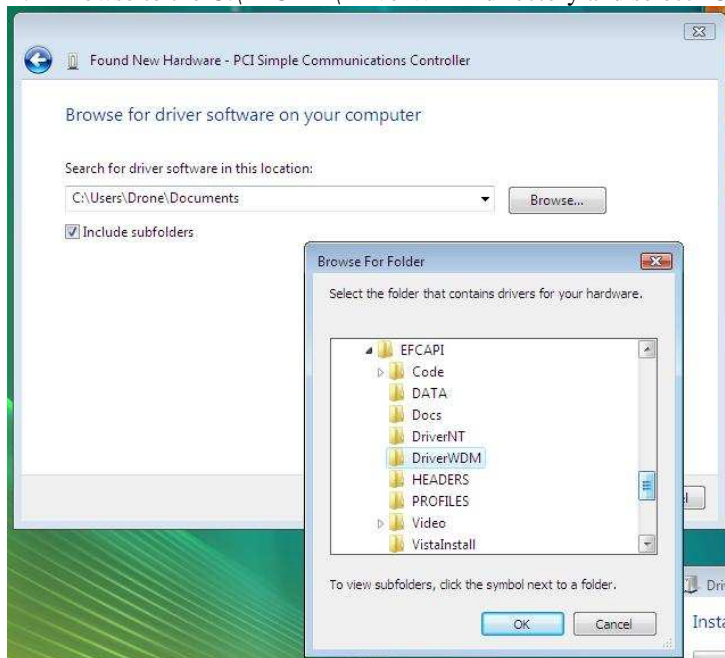 Found New Hardware - PCI Simple Communications Controller
Browse for driver software on your computer
Search for driver software in this location:
C:\Users\Drone\Documents
Browse...
Include subfolders
Browse For Folder
Select the folder that contains drivers for your hardware.
EFCAPI
Code
DATA
Docs
DriverNT
DriverWDM
HEADERS
PROFILES
Video
VistaInstall
To view subfolders, click the symbol next to a folder.
OK
Cancel